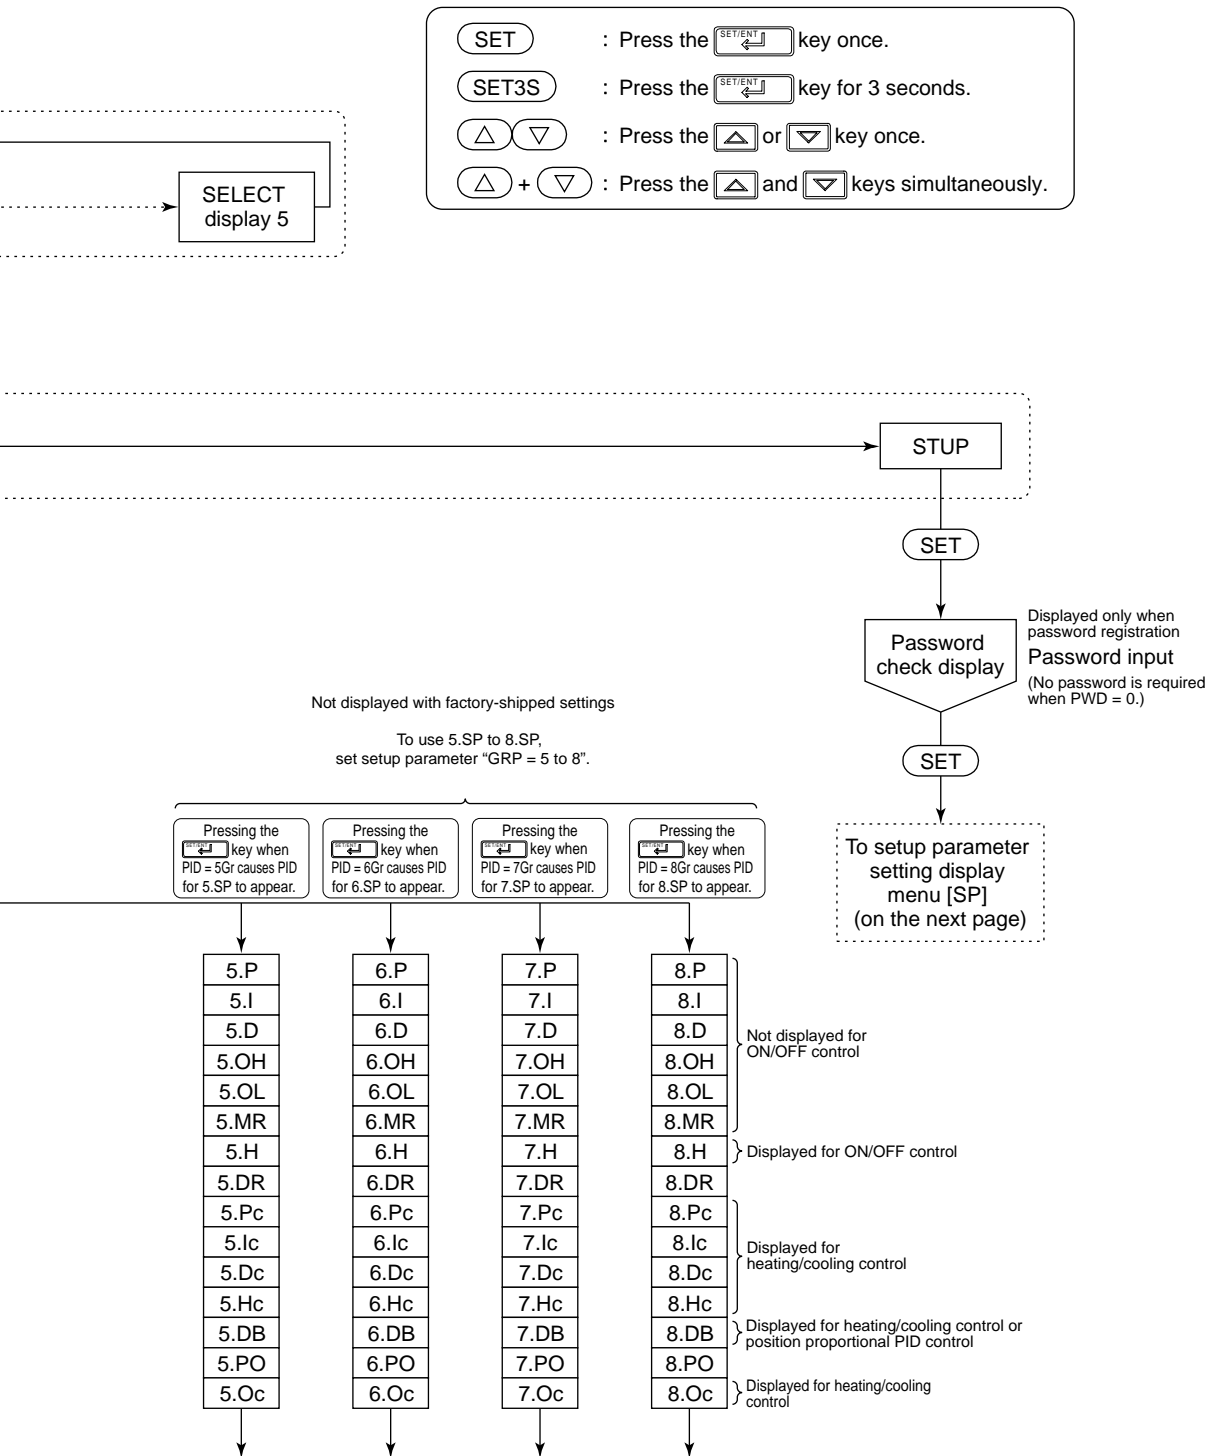 SET : Press the SET/ENT key once.
SET3S : Press the SET/ENT key for 3 seconds.
: Press the or key once.
+ : Press the and keys simultaneously.
SELECT
display 5
STUP
SET
Password
check display
Displayed only when
password registration
Password input
(No password is required
when PWD = 0.)
SET
To setup parameter
setting display
menu [SP]
(on the next page)
Not displayed with factory-shipped settings
To use 5.SP to 8.SP,
set setup parameter “GRP = 5 to 8”.
Pressing the
SET/ENT key when
PID = 5Gr causes PID
for 5.SP to appear.
Pressing the
SET/ENT key when
PID = 6Gr causes PID
for 6.SP to appear.
Pressing the
SET/ENT key when
PID = 7Gr causes PID
for 7.SP to appear.
Pressing the
SET/ENT key when
PID = 8Gr causes PID
for 8.SP to appear.
5.P 6.P 7.P 8.P
5.I 6.I 7.I 8.I
5.D 6.D 7.D 8.D
5.OH 6.OH 7.OH 8.OH
5.OL 6.OL 7.OL 8.OL
5.MR 6.MR 7.MR 8.MR
Not displayed for
ON/OFF control
5.H 6.H 7.H 8.H Displayed for ON/OFF control
5.DR 6.DR 7.DR 8.DR
5.Pc 6.Pc 7.Pc 8.Pc
5.Ic 6.Ic 7.Ic 8.Ic
5.Dc 6.Dc 7.Dc 8.Dc
5.Hc 6.Hc 7.Hc 8.Hc
Displayed for
heating/cooling control
5.DB 6.DB 7.DB 8.DB
Displayed for heating/cooling control or
position proportional PID control
5.PO 6.PO 7.PO 8.PO
5.Oc 6.Oc 7.Oc 8.Oc
Displayed for heating/cooling
control